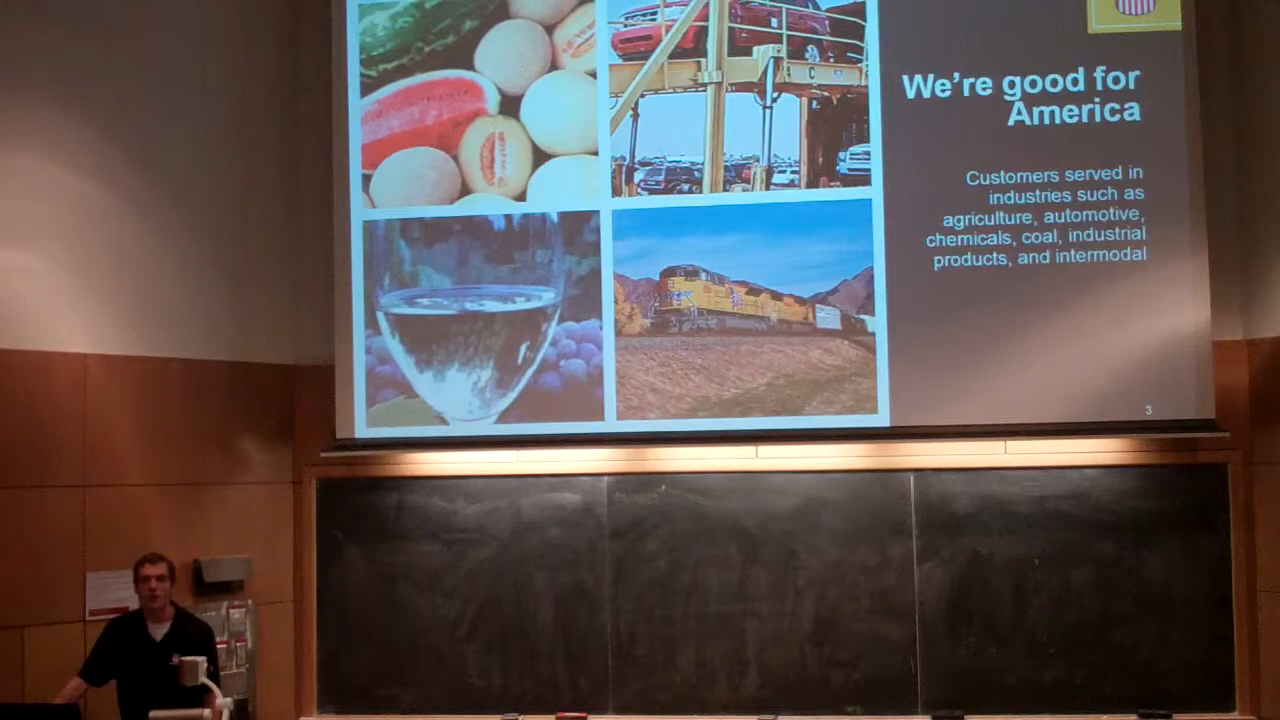 We're good for
America
Customers served in
industries such as
agriculture, automotive,
chemicals, coal, industrial
products, and intermodal
3